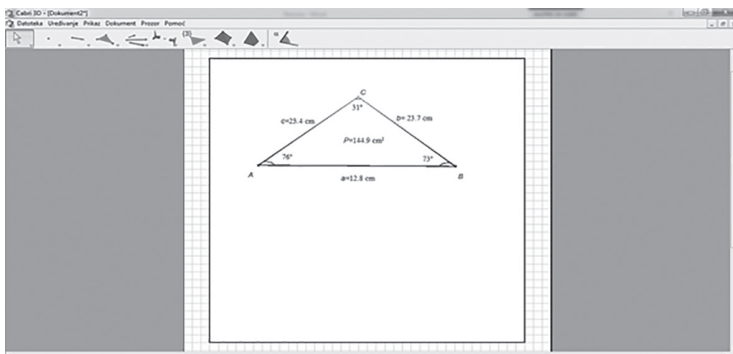 Cabri 3D - [Dokument2*]
Datoteka Uređivanje Prikaz Dokument Prozor Pomoć
(3) α
C
31°
c=23.4 cm b= 23.7 cm
P=144.9 cm²
76° 73°
A B
a=12.8 cm